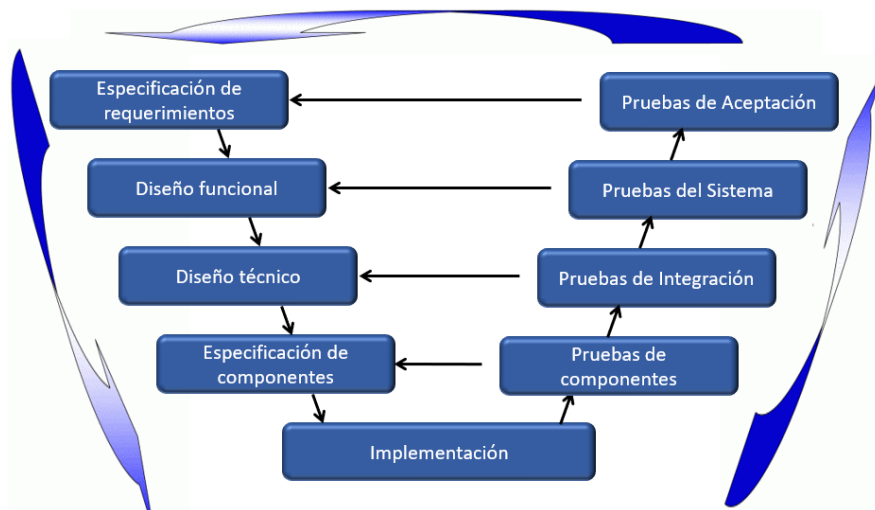 Especificación de
requerimientos
Pruebas de Aceptación
Diseño funcional
Pruebas del Sistema
Diseño técnico
Pruebas de Integración
Especificación de
componentes
Pruebas de
componentes
Implementación